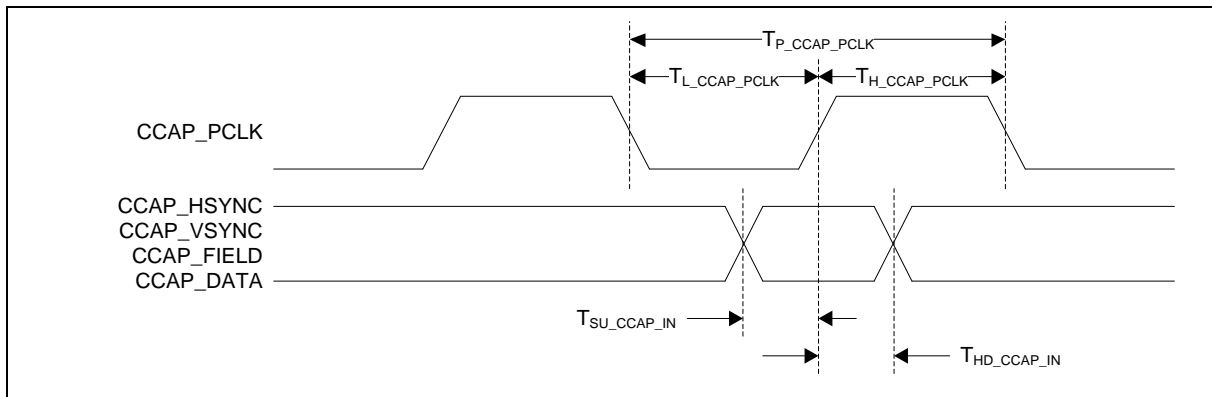 T_P_CCAP_PCLK
T_L_CCAP_PCLK T_H_CCAP_PCLK
CCAP_PCLK
CCAP_HSYNC
CCAP_VSYNC
CCAP_FIELD
CCAP_DATA
T_SU_CCAP_IN
T_HD_CCAP_IN